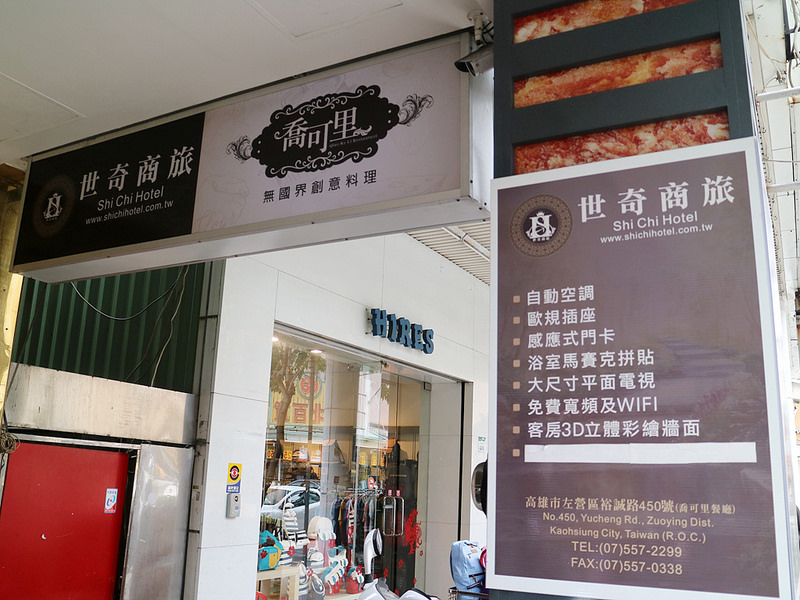 世奇商旅
Shi Chi Hotel
www.shichihotel.com.tw
喬可里
無國界創意料理
HIRES
世奇商旅
Shi Chi Hotel
www.shichihotel.com.tw
自動空調
歐規插座
感應式門卡
浴室馬賽克拼貼
大尺寸平面電視
免費寬頻及WIFI
客房3D立體彩繪牆面
高雄市左營區裕誠路450號(喬可里餐廳)
No.450, Yucheng Rd., Zuoying Dist.
Kaohsiung City, Taiwan (R.O.C.)
TEL:(07)557-2299
FAX:(07)557-0338